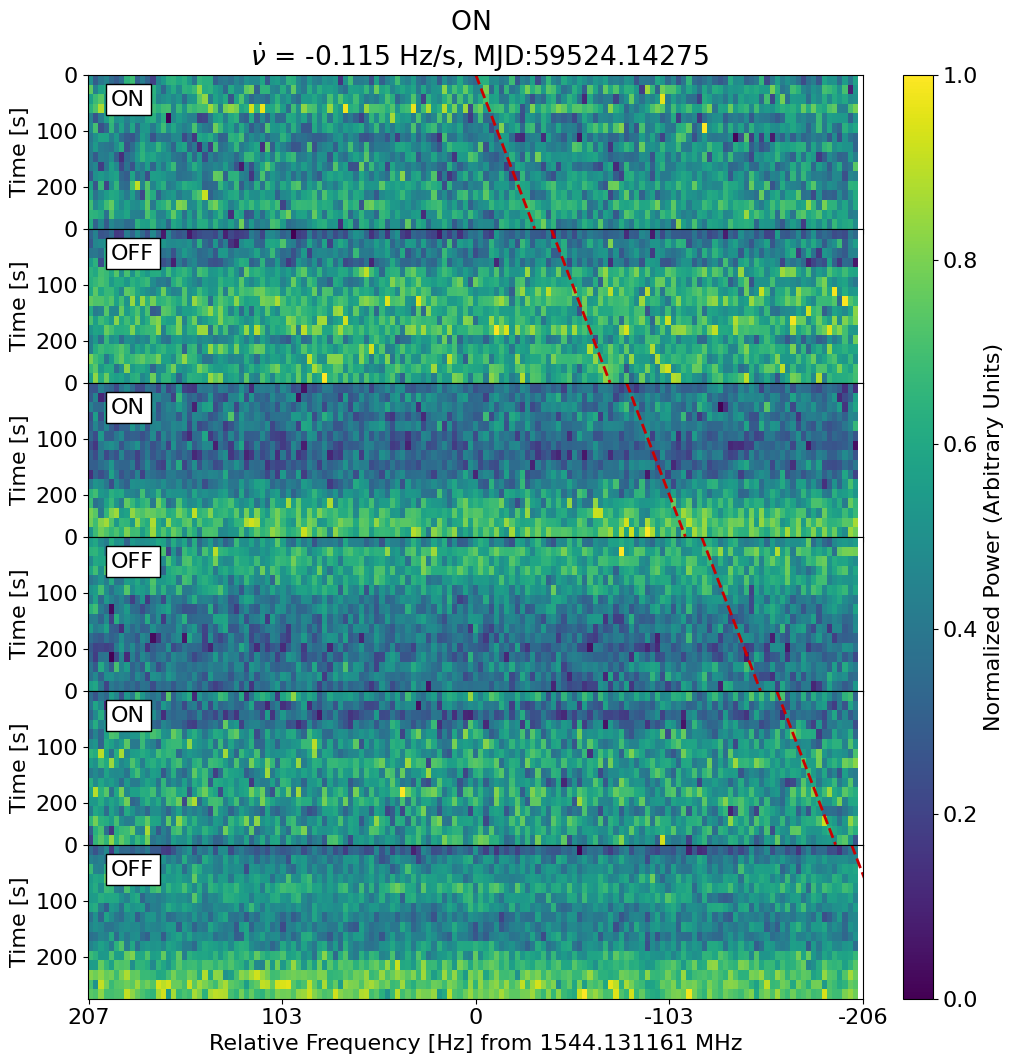 ON
ν̇ = -0.115 Hz/s, MJD:59524.14275
0
100
200
Time [s]
ON
0
100
200
Time [s]
OFF
0
100
200
Time [s]
ON
0
100
200
Time [s]
OFF
0
100
200
Time [s]
ON
0
100
200
Time [s]
OFF
207 103 0 -103 -206
Relative Frequency [Hz] from 1544.131161 MHz
1.0
0.8
0.6
0.4
0.2
0.0
Normalized Power (Arbitrary Units)